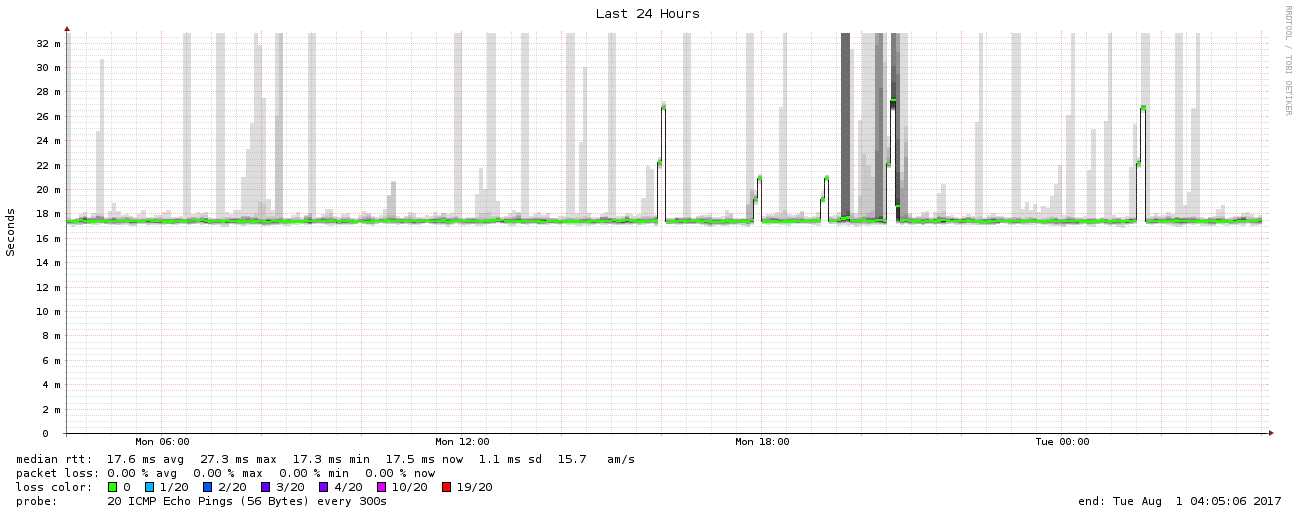 Last 24 Hours
RRDTOOL / TOBI OETIKER
Seconds
32 m
30 m
28 m
26 m
24 m
22 m
20 m
18 m
16 m
14 m
12 m
10 m
8 m
6 m
4 m
2 m
0
Mon 06:00 Mon 12:00 Mon 18:00 Tue 00:00
median rtt: 17.6 ms avg 27.3 ms max 17.3 ms min 17.5 ms now 1.1 ms sd 15.7 am/s
packet loss: 0.00 % avg 0.00 % max 0.00 % min 0.00 % now
loss color: 0 1/20 2/20 3/20 4/20 10/20 19/20
probe: 20 ICMP Echo Pings (56 Bytes) every 300s end: Tue Aug 1 04:05:06 2017